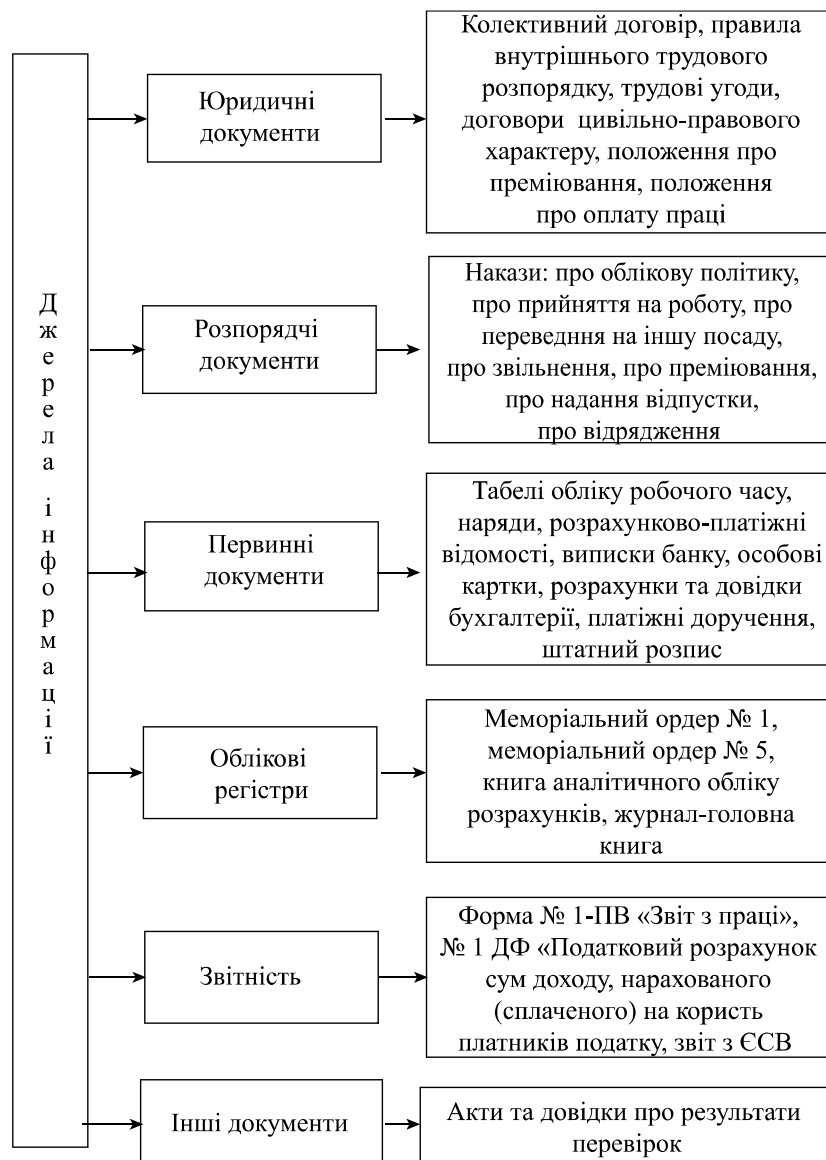 Джерела інформації
Юридичні
документи
Колективний договір, правила
внутрішнього трудового
розпорядку, трудові угоди,
договори цивільно-правового
характеру, положення про
преміювання, положення
про оплату праці
Розпорядчі
документи
Накази: про облікову політику,
про прийняття на роботу, про
переведння на іншу посаду,
про звільнення, про преміювання,
про надання відпустки,
про відрядження
Первинні
документи
Табелі обліку робочого часу,
наряди, розрахунково-платіжні
відомості, виписки банку, особові
картки, розрахунки та довідки
бухгалтерії, платіжні доручення,
штатний розпис
Облікові
регістри
Меморіальний ордер № 1,
меморіальний ордер № 5,
книга аналітичного обліку
розрахунків, журнал-головна
книга
Звітність
Форма № 1-ПВ «Звіт з праці»,
№ 1 ДФ «Податковий розрахунок
сум доходу, нарахованого
(сплаченого) на користь
платників податку, звіт з ЄСВ
Інші документи
Акти та довідки про результати
перевірок